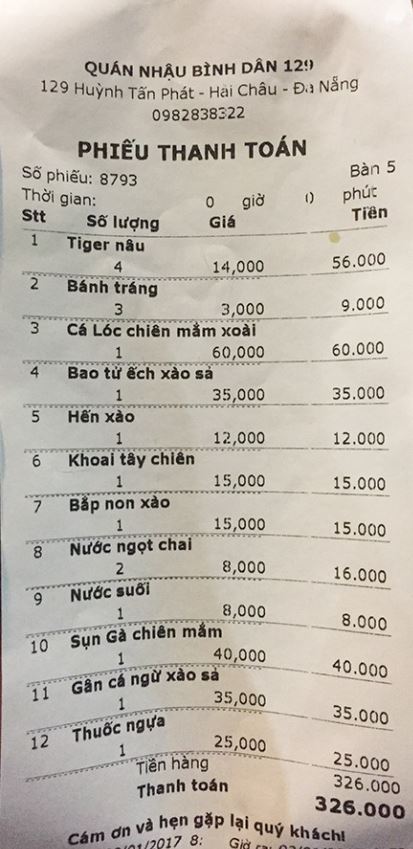 QUÁN NHẬU BÌNH DÂN 129
129 Huỳnh Tấn Phát - Hải Châu - Đà Nẵng
0982838322
PHIẾU THANH TOÁN
Số phiếu: 8793 Bàn 5
Thời gian: 0 giờ 0 phút
Stt Số lượng Giá Tiền
1 Tiger nâu
4 14,000 56.000
2 Bánh tráng
3 3,000 9.000
3 Cá Lóc chiên mắm xoài
1 60,000 60.000
4 Bao tử ếch xào sả
1 35,000 35.000
5 Hến xào
1 12,000 12.000
6 Khoai tây chiên
1 15,000 15.000
7 Bắp non xào
1 15,000 15.000
8 Nước ngọt chai
2 8,000 16.000
9 Nước suối
1 8,000 8.000
10 Sụn Gà chiên mắm
1 40,000 40.000
11 Gân cá ngừ xào sả
1 35,000 35.000
12 Thuốc ngựa
1 25,000 25.000
Tiền hàng 326.000
Thanh toán 326.000
Cám ơn và hẹn gặp lại quý khách!
/2017 8: